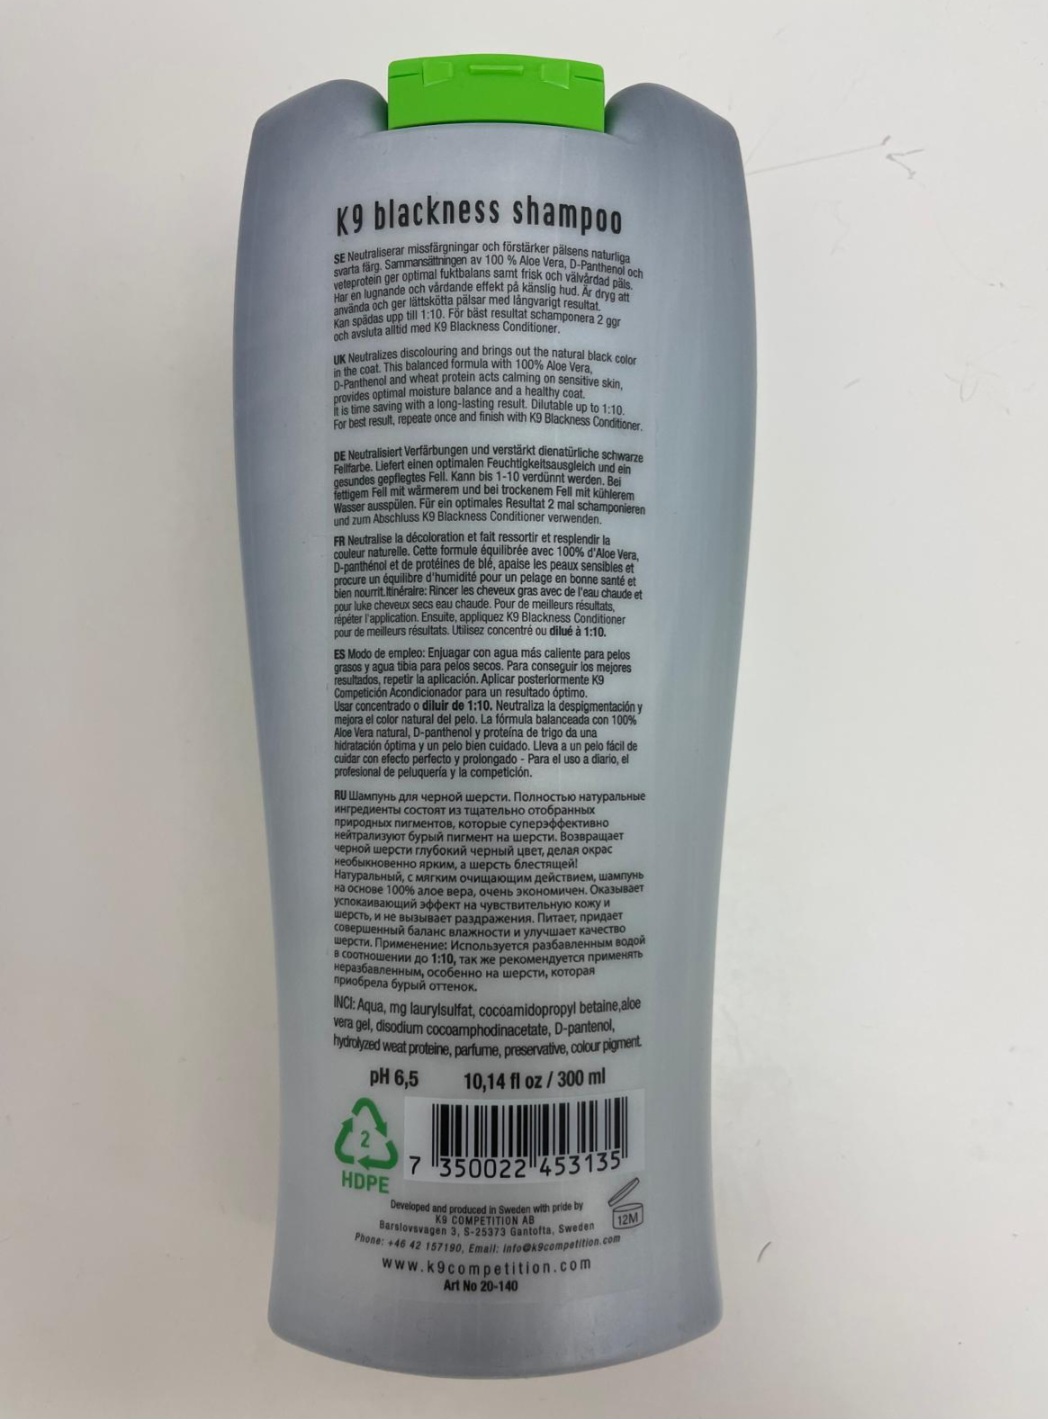 K9 blackness shampoo
SE Neutraliserar missfärgningar och förstärker pälsens naturliga
svarta färg. Sammansättningen av 100 % Aloe Vera, D-Panthenol och
veteprotein ger optimal fuktbalans samt frisk och välvårdad päls.
Har en lugnande och vårdande effekt på känslig hud. Är dryg att
använda och ger lättskötta pälsar med långvarigt resultat.
Kan spädas upp till 1:10. För bäst resultat schamponera 2 ggr
och avsluta alltid med K9 Blackness Conditioner.
UK Neutralizes discolouring and brings out the natural black color
in the coat. This balanced formula with 100% Aloe Vera,
D-Panthenol and wheat protein acts calming on sensitive skin,
provides optimal moisture balance and a healthy coat.
It is time saving with a long-lasting result. Dilutable up to 1:10.
For best result, repeate once and finish with K9 Blackness Conditioner.
DE Neutralisiert Verfärbungen und verstärkt dienatürliche schwarze
Fellfarbe. Liefert einen optimalen Feuchtigkeitsausgleich und ein
gesundes gepflegtes Fell. Kann bis 1-10 verdünnt werden. Bei
fettigem Fell mit wärmerem und bei trockenem Fell mit kühlerem
Wasser ausspülen. Für ein optimales Resultat 2 mal schamponieren
und zum Abschluss K9 Blackness Conditioner verwenden.
FR Neutralise la décoloration et fait ressortir et resplendir la
couleur naturelle. Cette formule équilibrée avec 100% d'Aloe Vera,
D-panthénol et de protéines de blé, apaise les peaux sensibles et
procure un équilibre d'humidité pour un pelage en bonne santé et
bien nourrit.Itinéraire: Rincer les cheveux gras avec de l'eau chaude et
pour luke cheveux secs eau chaude. Pour de meilleurs résultats,
répéter l'application. Ensuite, appliquez K9 Blackness Conditioner
pour de meilleurs résultats. Utilisez concentré ou dilué à 1:10.
ES Modo de empleo: Enjuagar con agua más caliente para pelos
grasos y agua tibia para pelos secos. Para conseguir los mejores
resultados, repetir la aplicación. Aplicar posteriormente K9
Competición Acondicionador para un resultado óptimo.
Usar concentrado o diluir de 1:10. Neutraliza la despigmentación y
mejora el color natural del pelo. La fórmula balanceada con 100%
Aloe Vera natural, D-panthenol y proteína de trigo da una
hidratación óptima y un pelo bien cuidado. Lleva a un pelo fácil de
cuidar con efecto perfecto y prolongado - Para el uso a diario, el
profesional de peluquería y la competición.
RU Шампунь для черной шерсти. Полностью натуральные
ингредиенты состоят из тщательно отобранных
природных пигментов, которые суперэффективно
нейтрализуют бурый пигмент на шерсти. Возвращает
черной шерсти глубокий черный цвет, делая окрас
необыкновенно ярким, а шерсть блестящей!
Натуральный, с мягким очищающим действием, шампунь
на основе 100% алое вера, очень экономичен. Оказывает
успокаивающий эффект на чувствительную кожу и
шерсть, и не вызывает раздражения. Питает, придает
совершенный баланс влажности и улучшает качество
шерсти. Применение: Используется разбавленным водой
в соотношении до 1:10, так же рекомендуется применять
неразбавленным, особенно на шерсти, которая
приобрела бурый оттенок.
INCI: Aqua, mg laurylsulfat, cocoamidopropyl betaine,aloe
vera gel, disodium cocoamphodinacetate, D-pantenol,
hydrolyzed weat proteine, parfume, preservative, colour pigment.
pH 6,5 10,14 fl oz / 300 ml
2
HDPE
7 350022 453135
12M
Developed and produced in Sweden with pride by
K9 COMPETITION AB
Barslovsvagen 3, S-25373 Gantofta, Sweden
Phone: +46 42 157190, Email: info@k9competition.com
www.k9competition.com
Art No 20-140